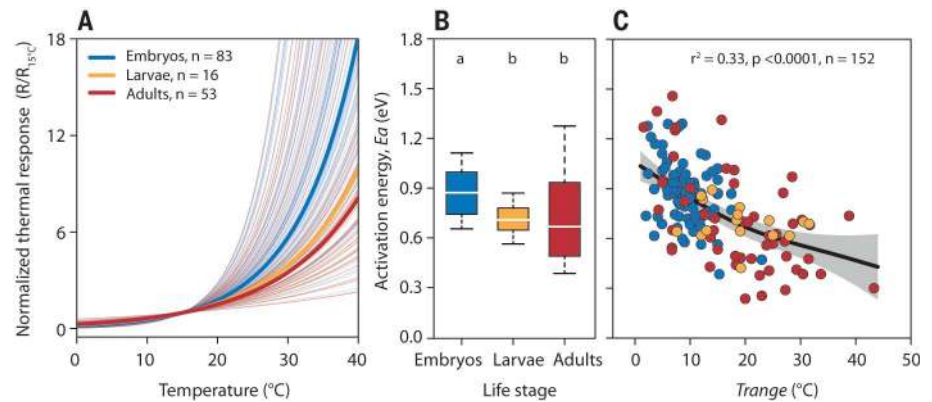 A
Normalized thermal response (R/R15°C)
18
12
6
0
Embryos, n = 83
Larvae, n = 16
Adults, n = 53
0 10 20 30 40
Temperature (°C)
B
Activation energy, Ea (eV)
1.8
1.5
1.2
0.9
0.6
0.3
0.0
a b b
Embryos Larvae Adults
Life stage
C
r² = 0.33, p <0.0001, n = 152
0 10 20 30 40 50
Trange (°C)